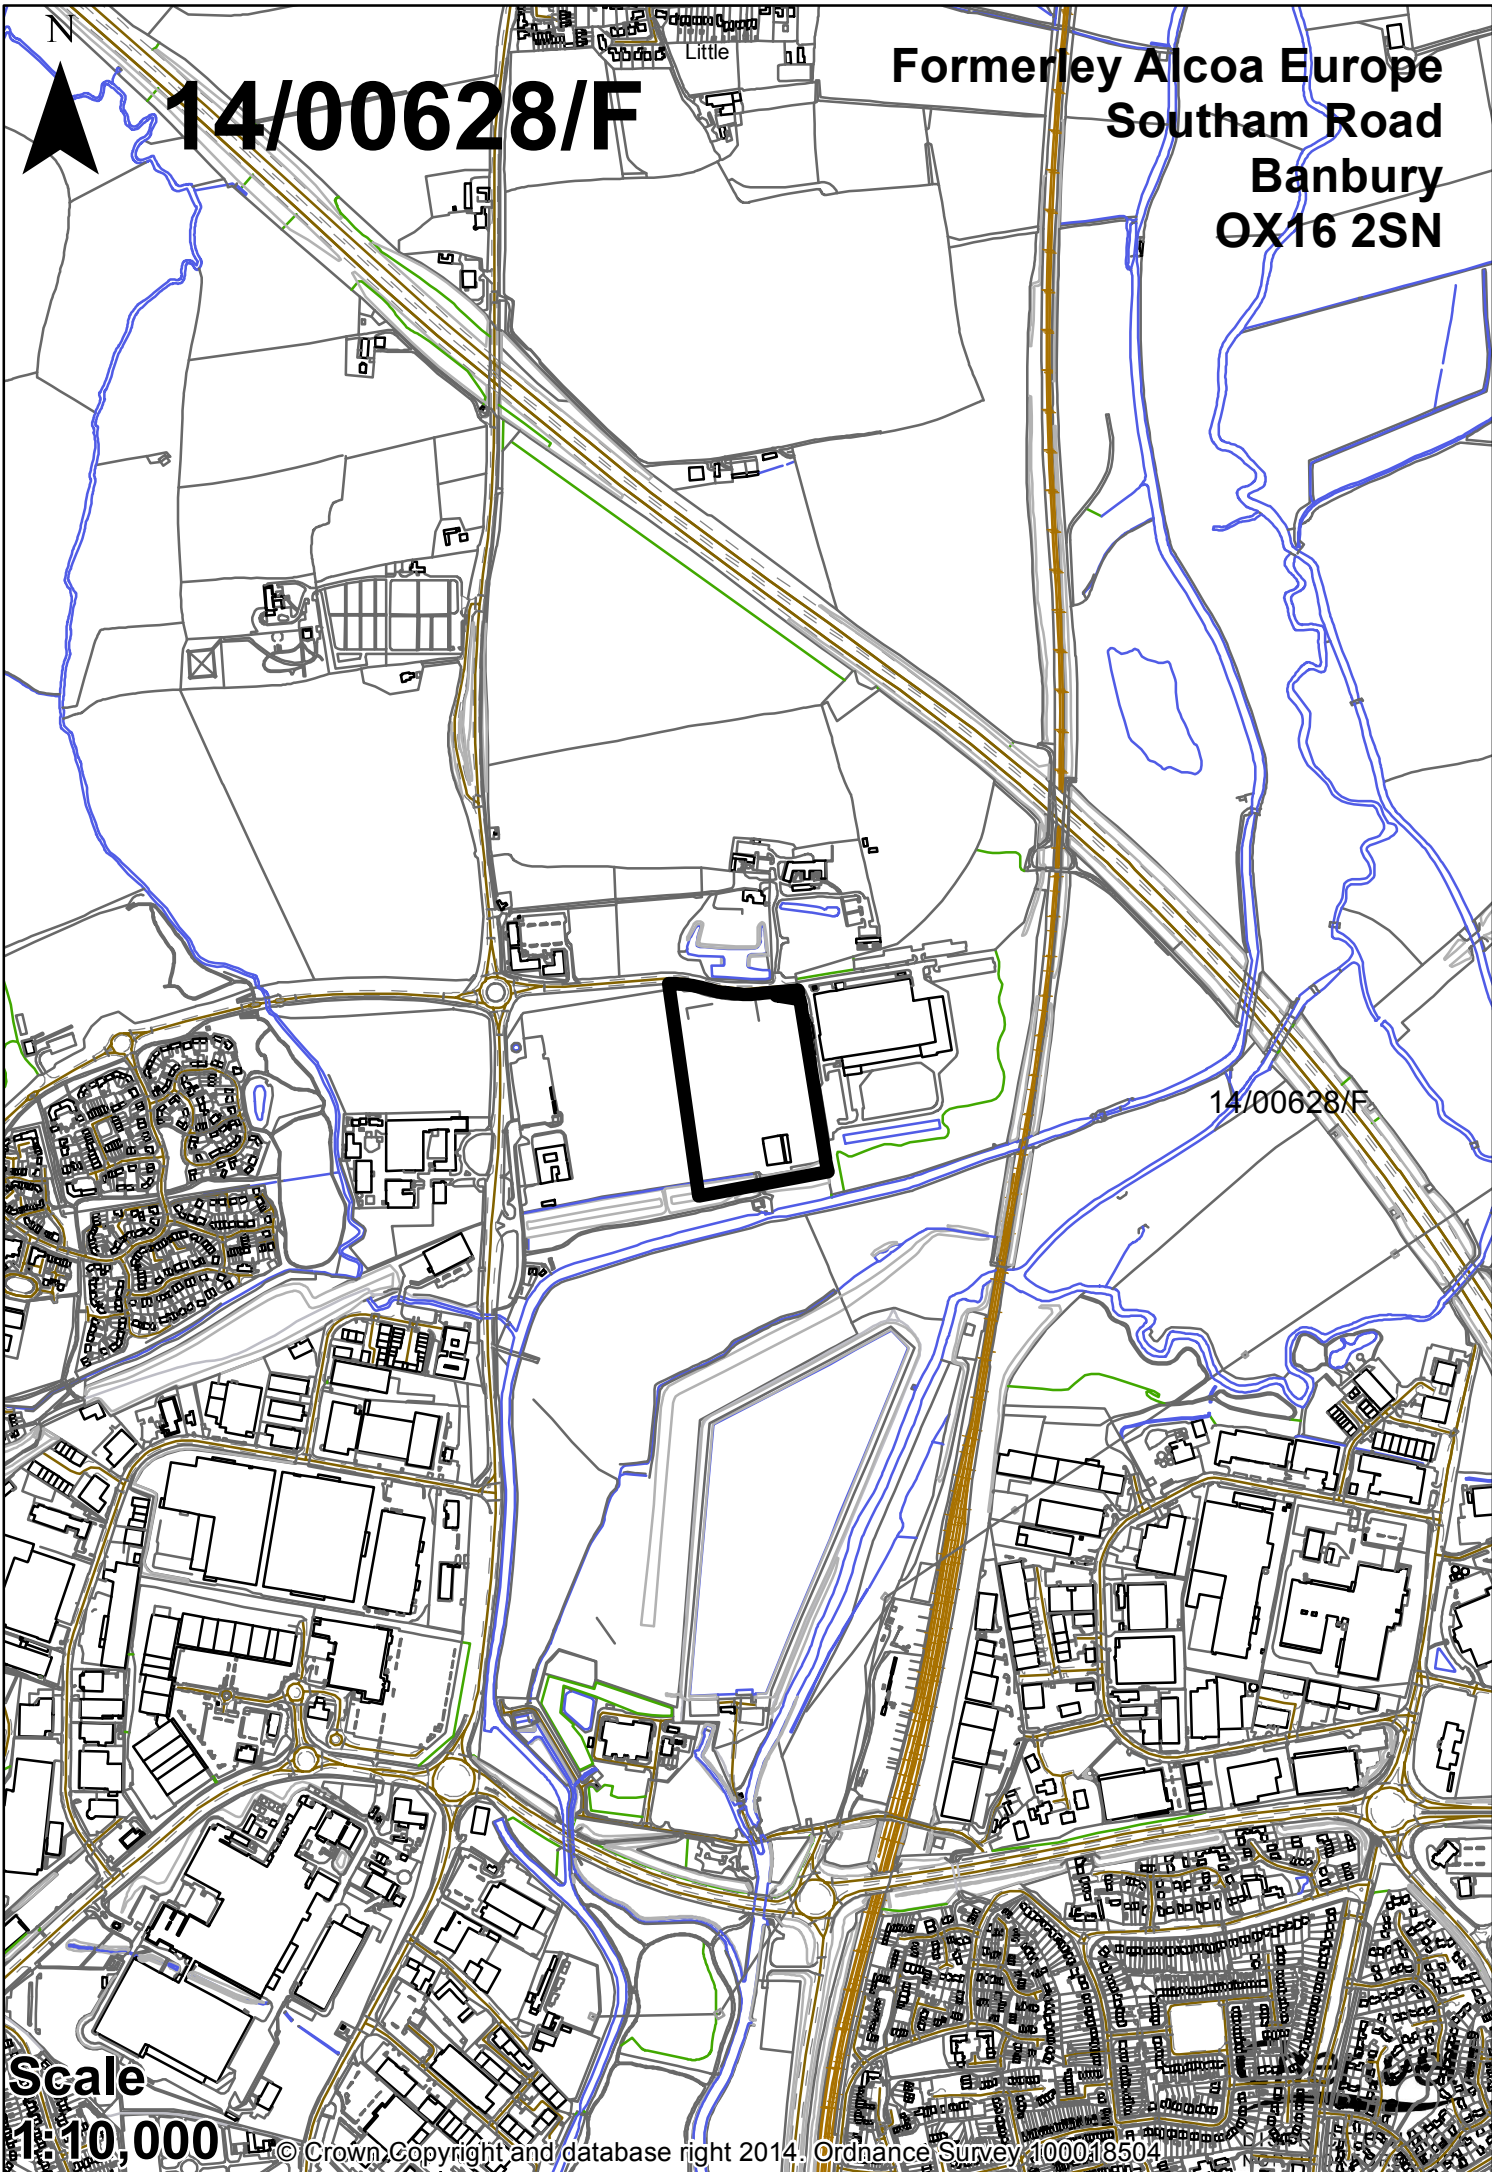 N
Little
14/00628/F
Formerley Alcoa Europe
Southam Road
Banbury
OX16 2SN
14/00628/F
Scale
1:10,000
© Crown Copyright and database right 2014. Ordnance Survey 100018504